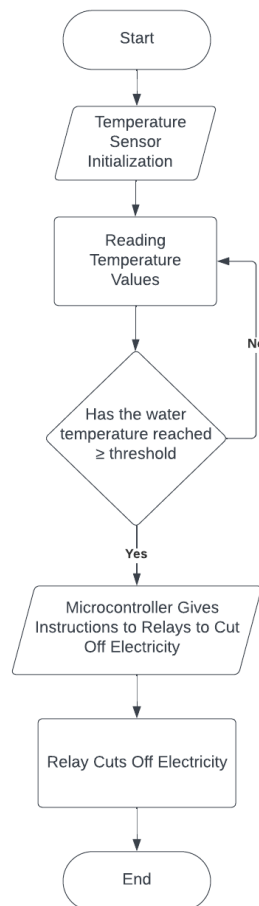 Start
Temperature
Sensor
Initialization
Reading
Temperature
Values
No
Has the water
temperature reached
≥ threshold
Yes
Microcontroller Gives
Instructions to Relays to Cut
Off Electricity
Relay Cuts Off Electricity
End